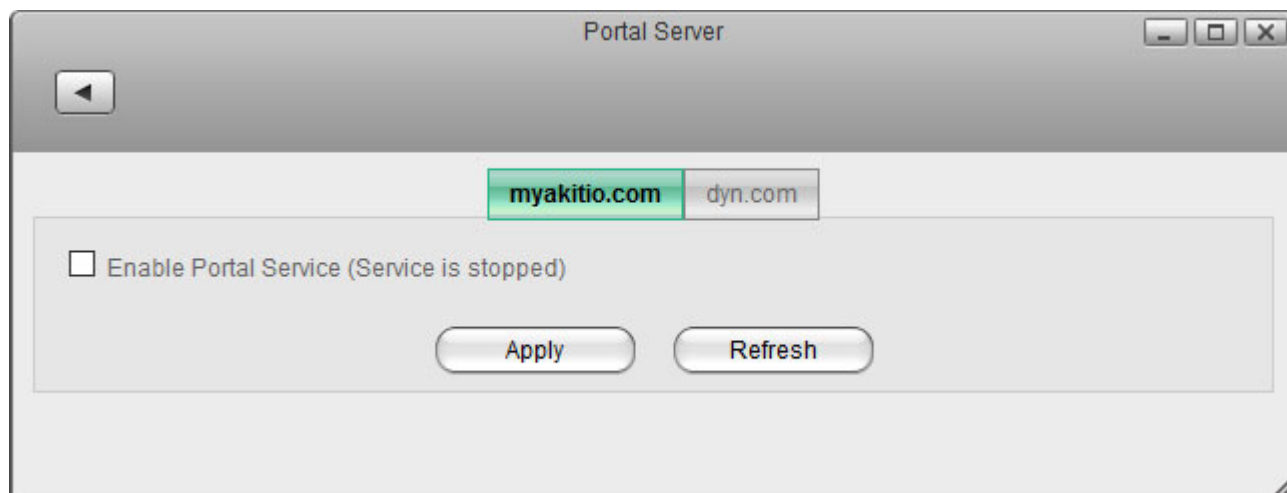 Portal Server
myakitio.com dyn.com
Enable Portal Service (Service is stopped)
Apply Refresh